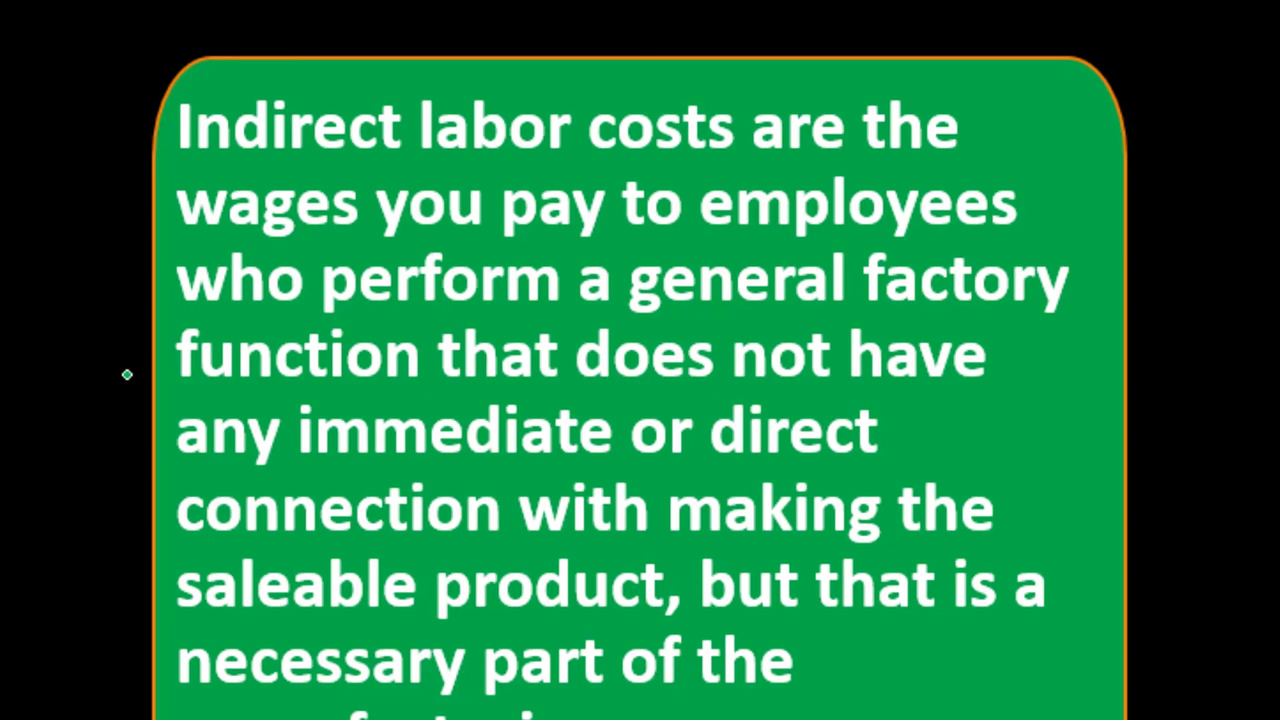 Indirect labor costs are the
wages you pay to employees
who perform a general factory
function that does not have
any immediate or direct
connection with making the
saleable product, but that is a
necessary part of the